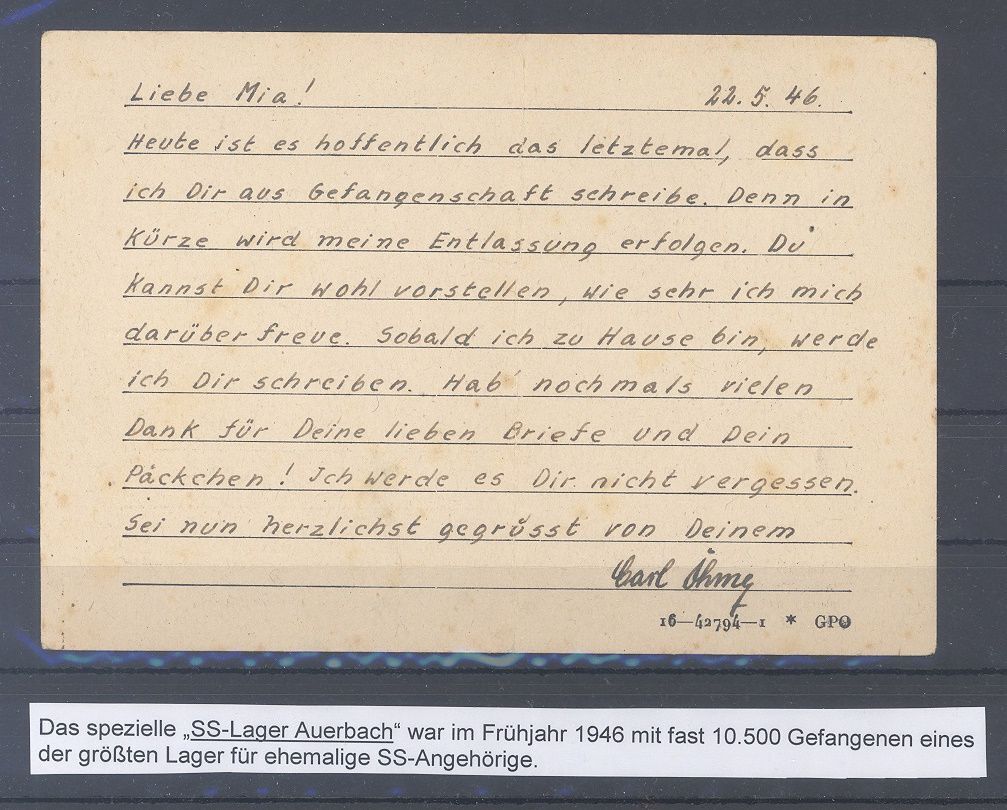 Liebe Mia! 22. 5. 46.
Heute ist es hoffentlich das letztemal, dass
ich Dir aus Gefangenschaft schreibe. Denn in
Kürze wird meine Entlassung erfolgen. Du
kannst Dir wohl vorstellen, wie sehr ich mich
darüber freue. Sobald ich zu Hause bin, werde
ich Dir schreiben. Hab' nochmals vielen
Dank für Deine lieben Briefe und Dein
Päckchen! Ich werde es Dir nicht vergessen.
Sei nun herzlichst gegrüsst von Deinem
Carl
16—42794—1 * GPO
Das spezielle „SS-Lager Auerbach“ war im Frühjahr 1946 mit fast 10.500 Gefangenen eines
der größten Lager für ehemalige SS-Angehörige.